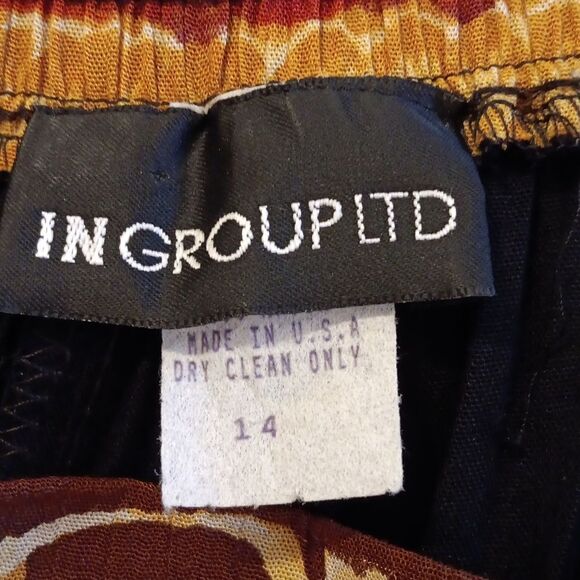 IN GROUP LTD
MADE IN U.S.A
DRY CLEAN ONLY
14